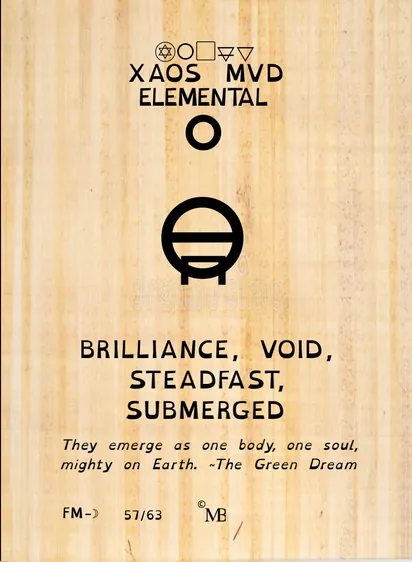 XAOS MVD
ELEMENTAL
BRILLIANCE, VOID,
STEADFAST,
SUBMERGED
They emerge as one body, one soul,
mighty on Earth. ~The Green Dream
FM-☽ 57/63 © MB